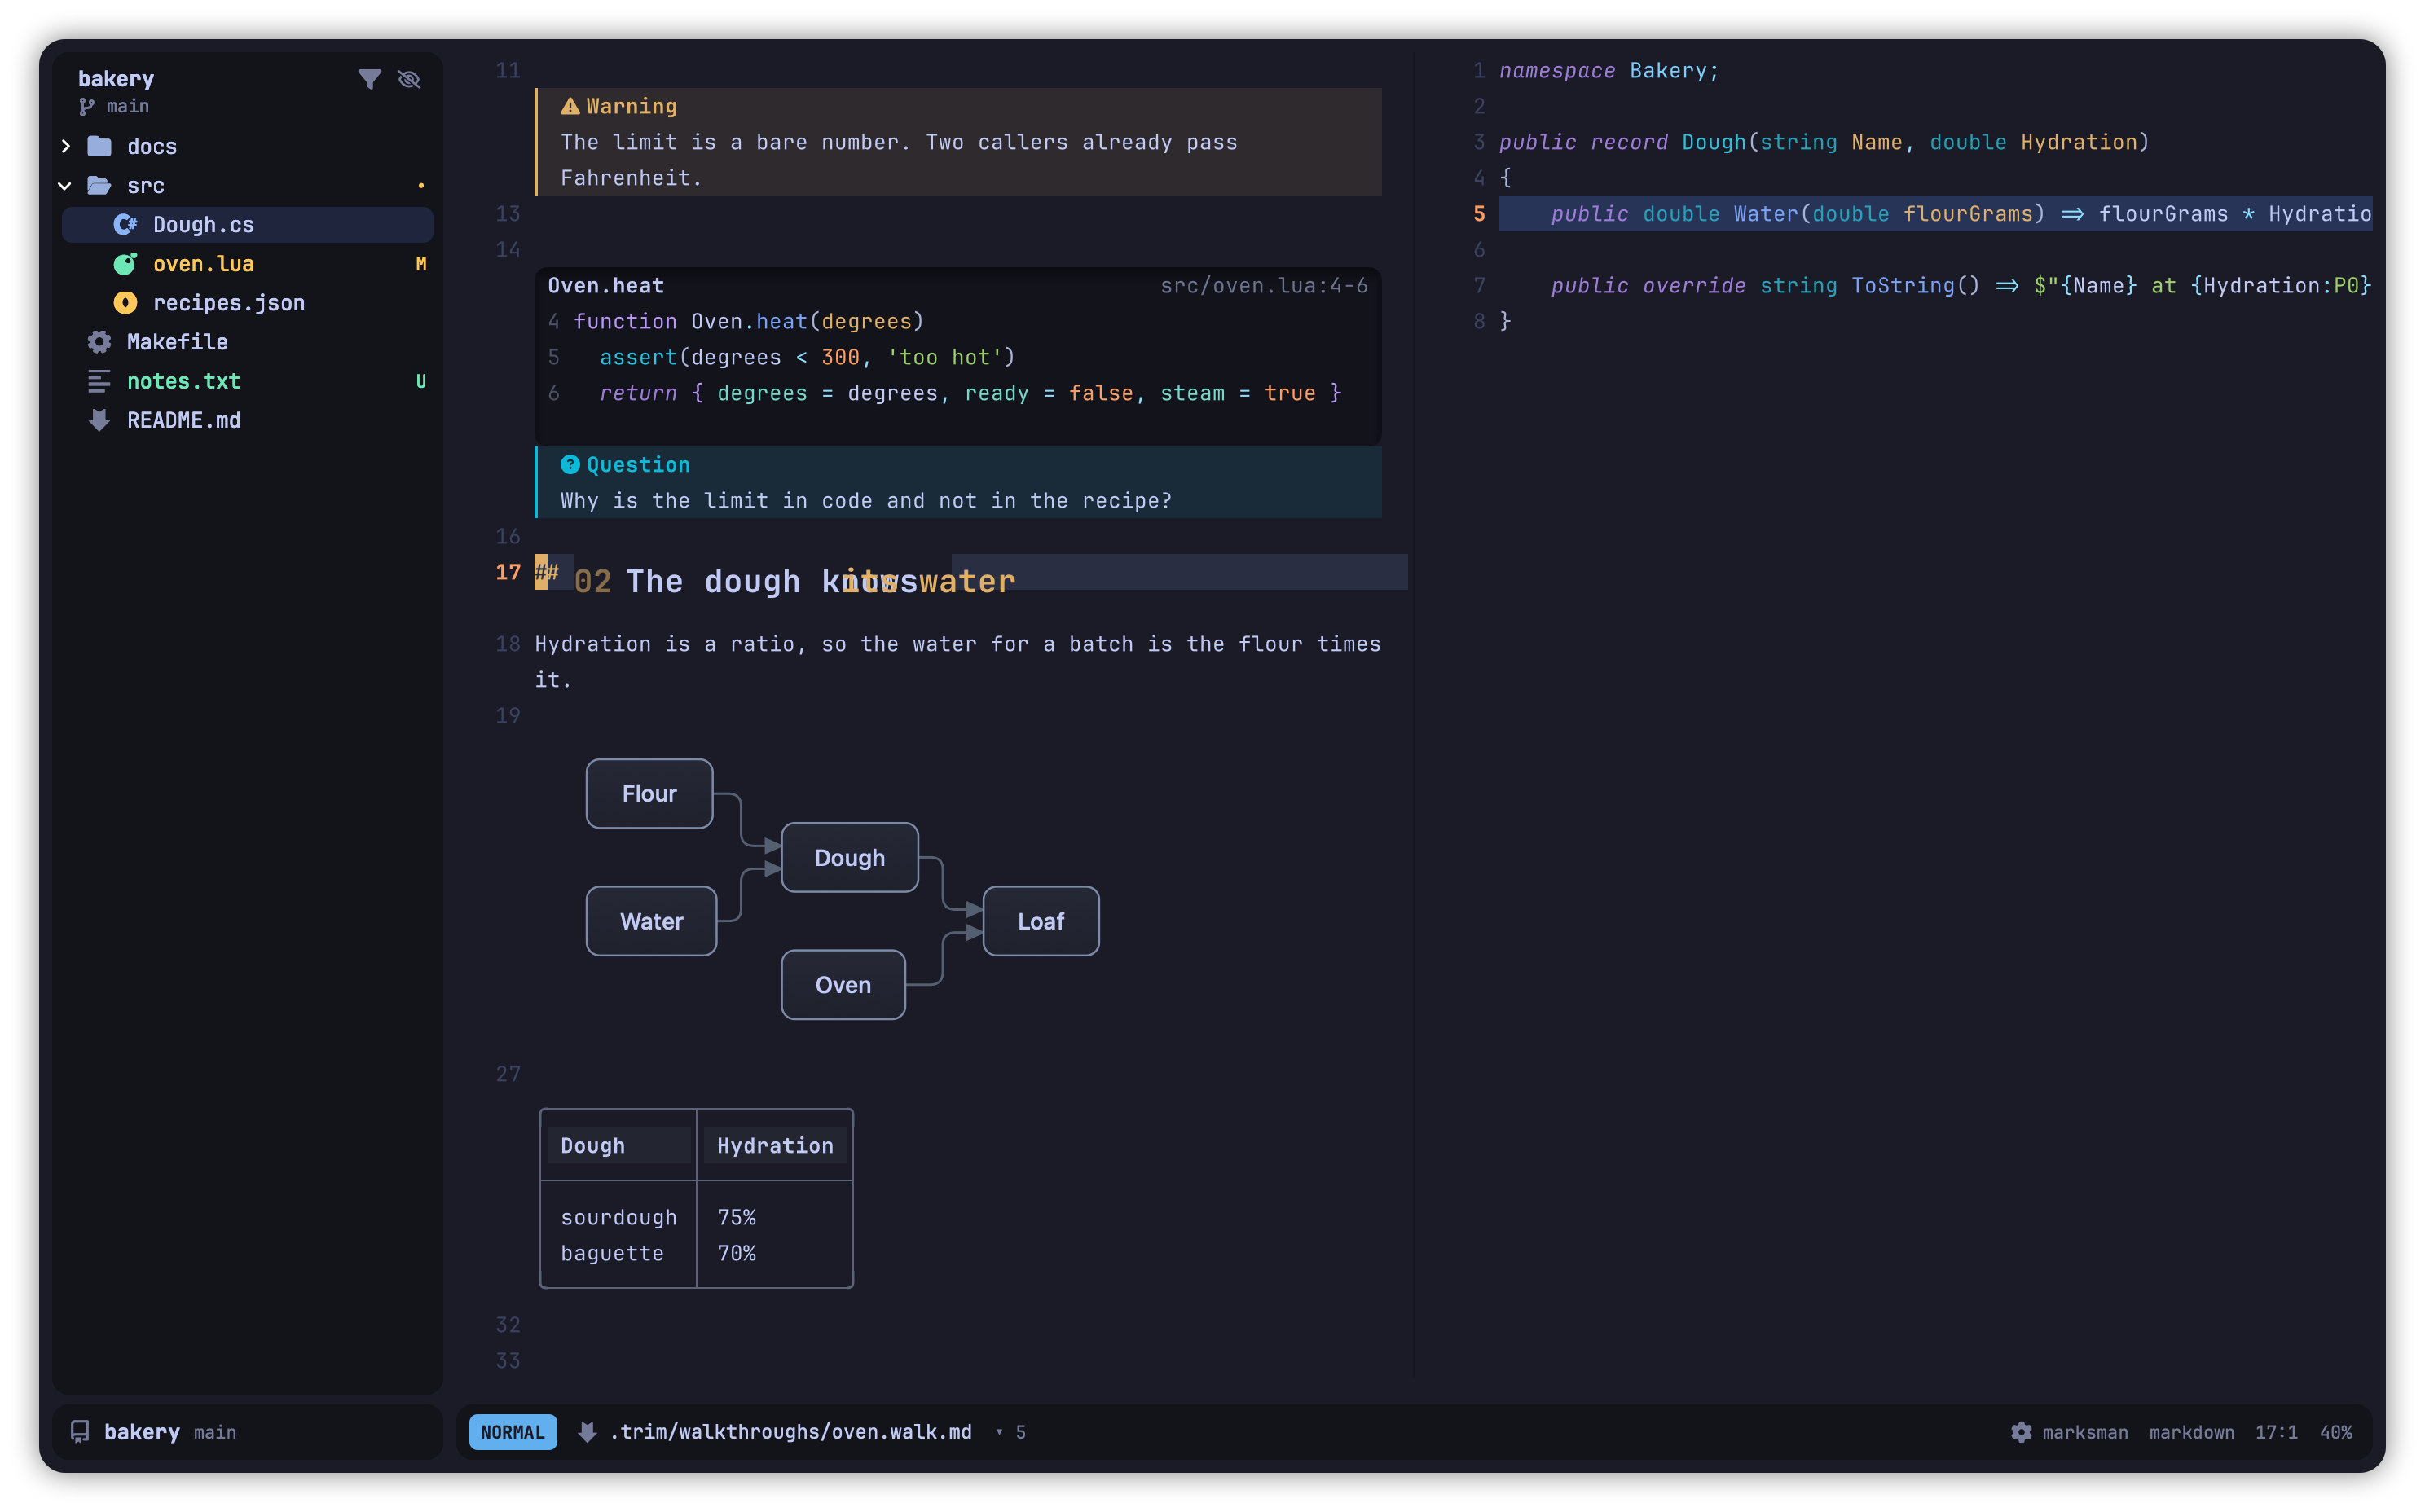 bakery
main
docs
src
Dough.cs
oven.lua M
recipes.json
Makefile
notes.txt U
README.md
bakery main
11
Warning
The limit is a bare number. Two callers already pass
Fahrenheit.
13
14
Oven.heat src/oven.lua:4-6
4 function Oven.heat(degrees)
5 assert(degrees < 300, 'too hot')
6 return { degrees = degrees, ready = false, steam = true }
Question
Why is the limit in code and not in the recipe?
16
17 ## 02 The dough knows its water
18 Hydration is a ratio, so the water for a batch is the flour times
it.
19
Flour
Dough
Water
Loaf
Oven
27
Dough Hydration
sourdough 75%
baguette 70%
32
33
1 namespace Bakery;
2
3 public record Dough(string Name, double Hydration)
4 {
5 public double Water(double flourGrams) => flourGrams * Hydratio
6
7 public override string ToString() => $"{Name} at {Hydration:P0}
8 }
NORMAL .trim/walkthroughs/oven.walk.md ▾ 5 marksman markdown 17:1 40%